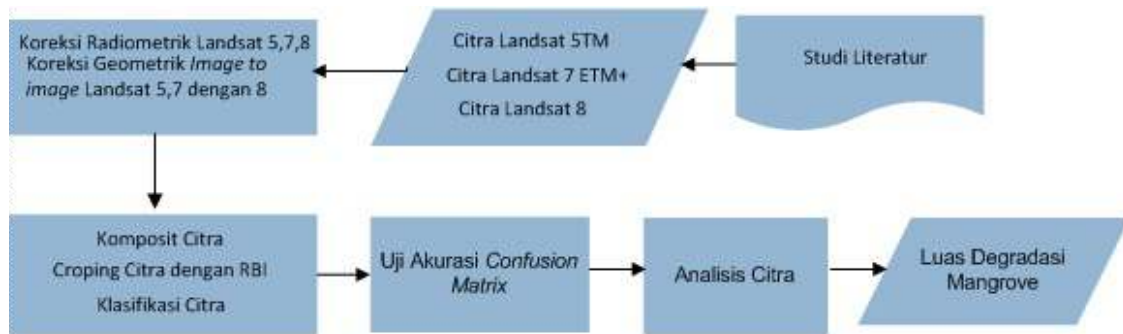 Studi Literatur
Citra Landsat 5TM
Citra Landsat 7 ETM+
Citra Landsat 8
Koreksi Radiometrik Landsat 5,7,8
Koreksi Geometrik Image to
image Landsat 5,7 dengan 8
Komposit Citra
Croping Citra dengan RBI
Klasifikasi Citra
Uji Akurasi Confusion
Matrix
Analisis Citra
Luas Degradasi
Mangrove